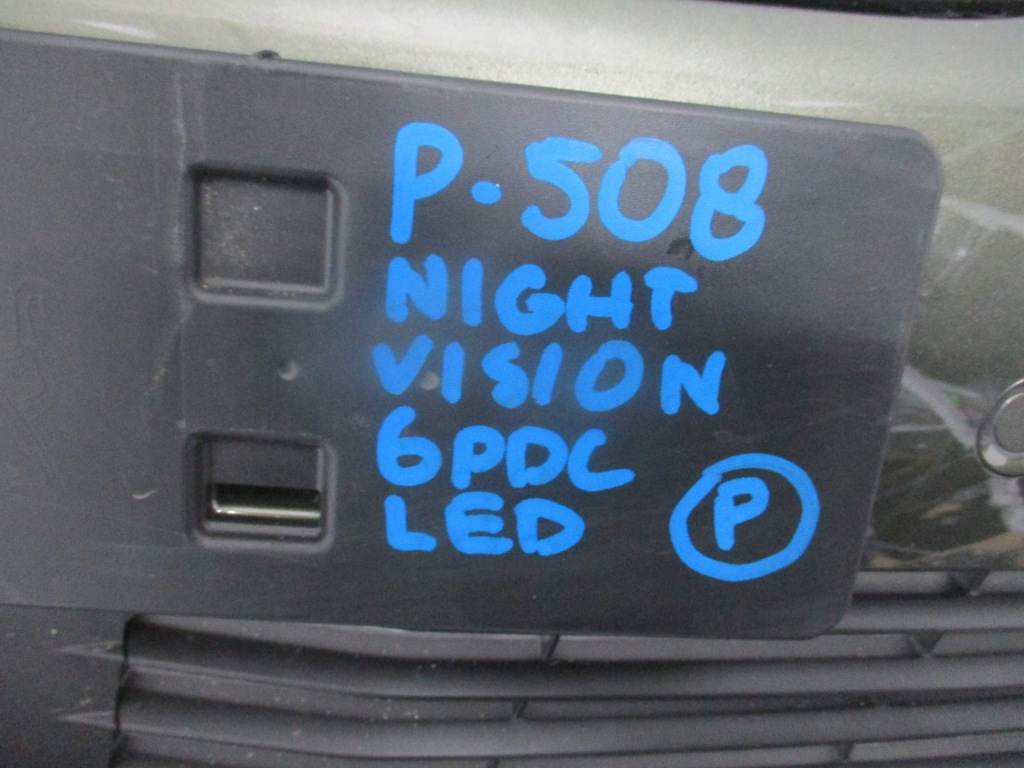 P-508
NIGHT
VISION
6PDC
LED
P